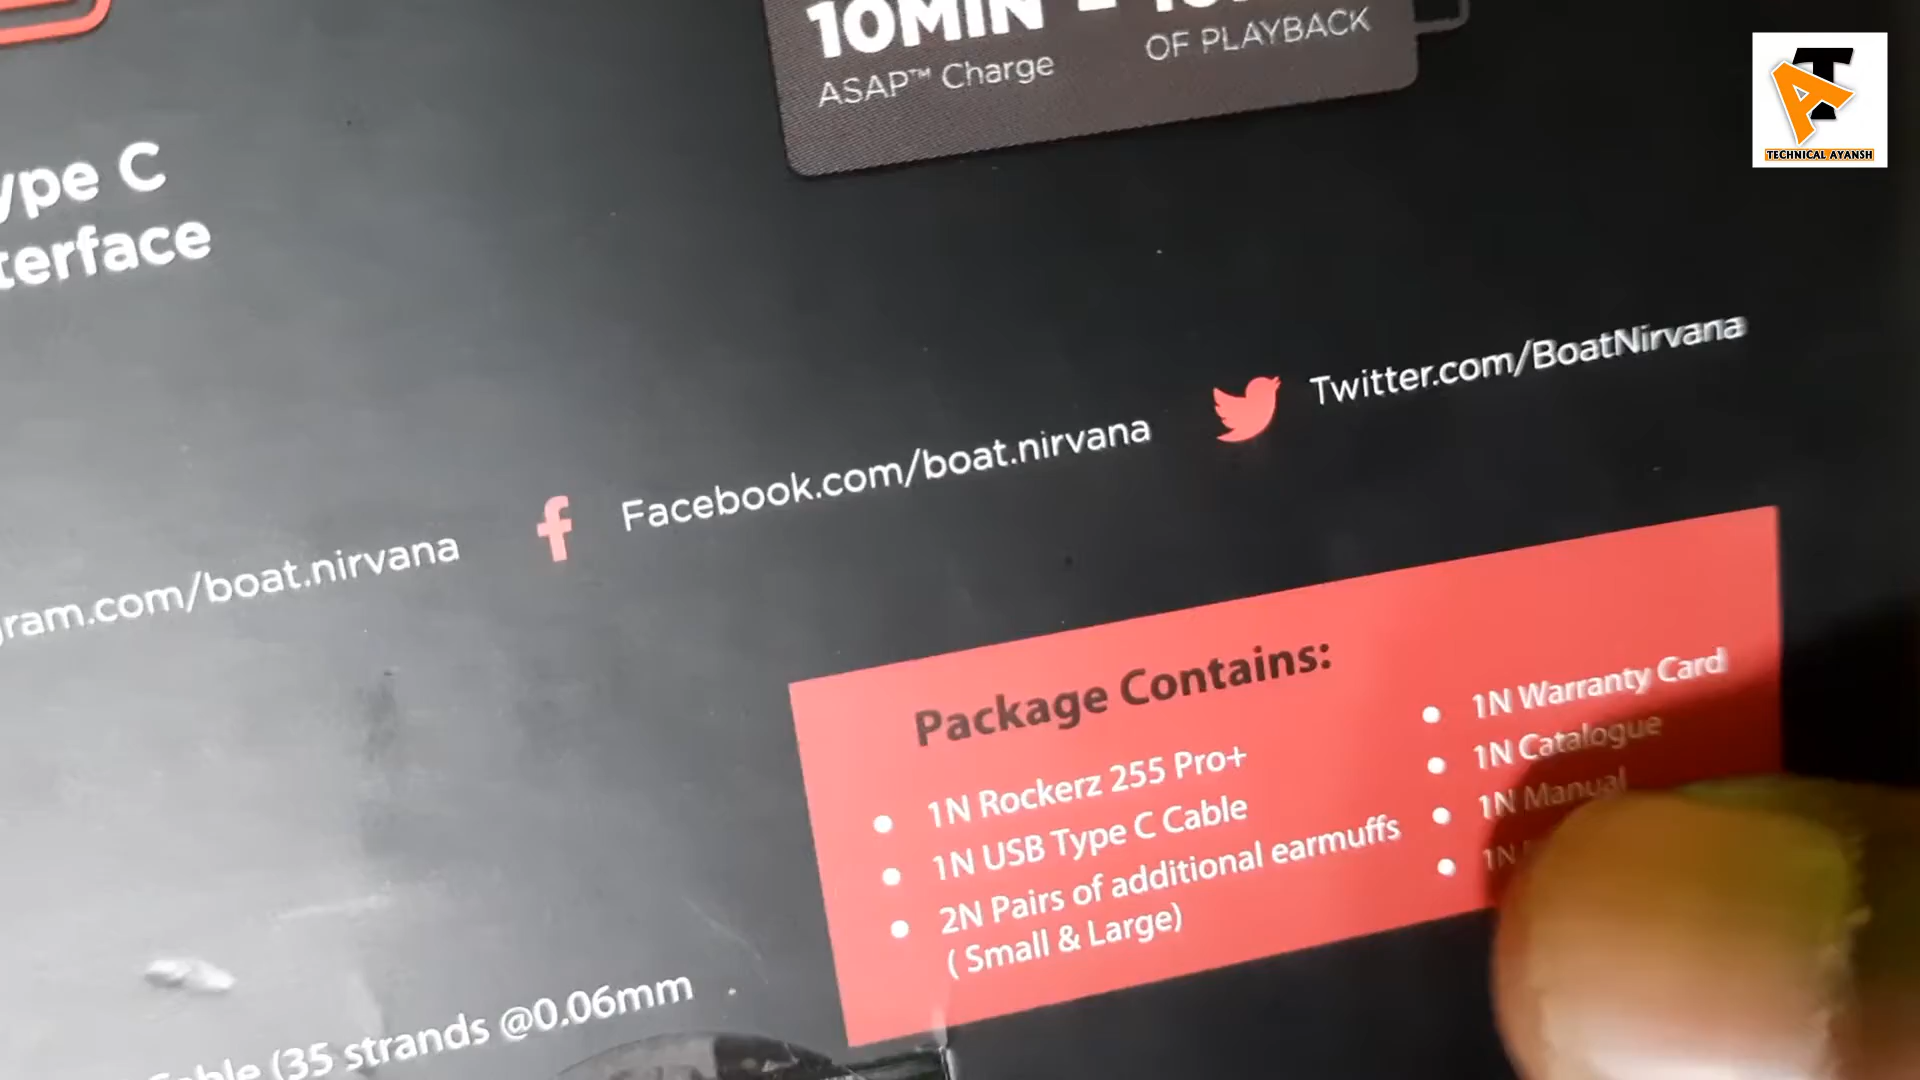 10MIN
ASAP™ Charge
OF PLAYBACK
TECHNICAL AYANSH
ype C
terface
Twitter.com/BoatNirvana
Facebook.com/boat.nirvana
gram.com/boat.nirvana
Package Contains:
1N Rockerz 255 Pro+
1N USB Type C Cable
2N Pairs of additional earmuffs
( Small & Large)
1N Warranty Card
1N Catalogue
1N Manual
1N
(35 strands @0.06mm